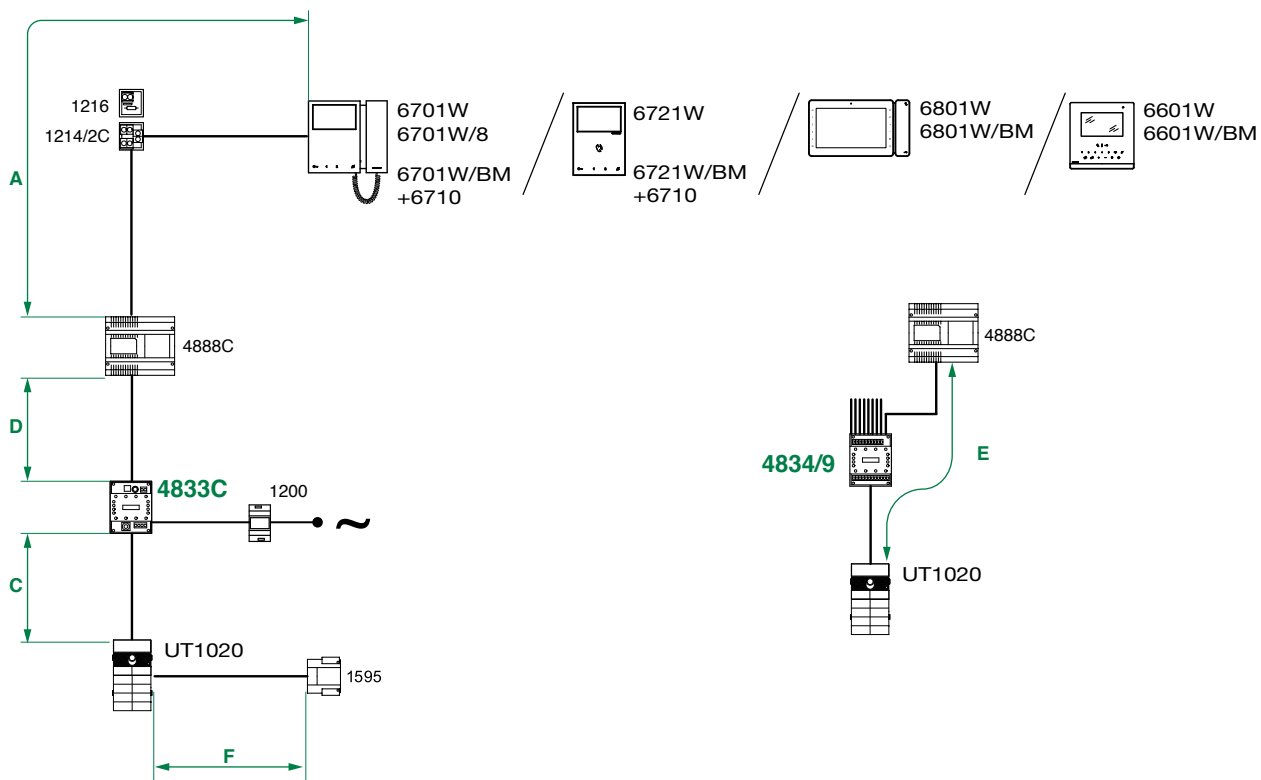 1216
1214/2C
A
6701W
6701W/8
6701W/BM
+6710
6721W
6721W/BM
+6710
6801W
6801W/BM
6601W
6601W/BM
4888C
4888C
D
4834/9
E
4833C
1200
~
C
UT1020
UT1020
1595
F